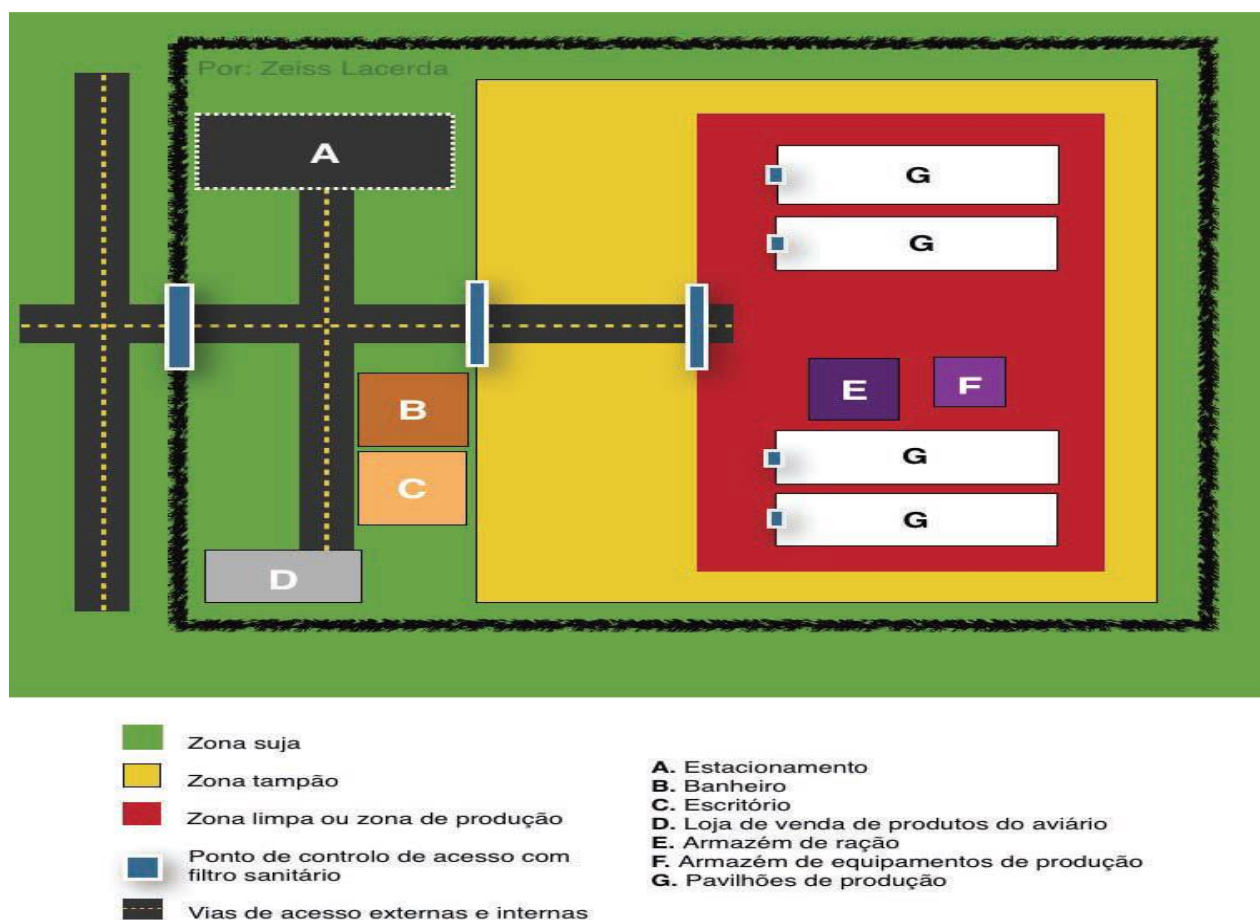 Por: Zeiss Lacerda
A
B
C
D
E
F
G
G
G
G
Zona suja
Zona tampão
Zona limpa ou zona de produção
Ponto de controlo de acesso com
filtro sanitário
Vias de acesso externas e internas
A. Estacionamento
B. Banheiro
C. Escritório
D. Loja de venda de produtos do aviário
E. Armazém de ração
F. Armazém de equipamentos de produção
G. Pavilhões de produção